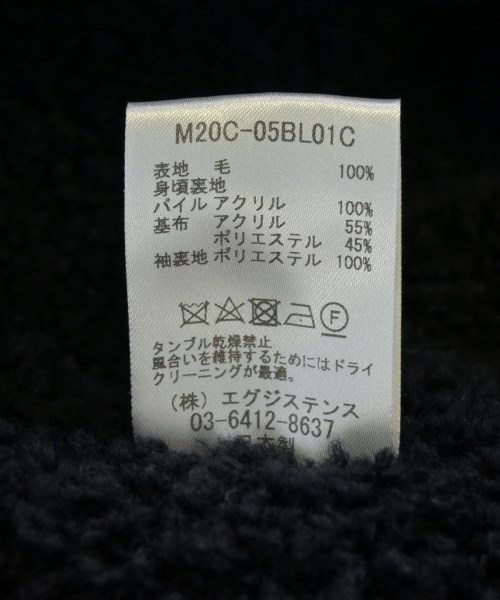 M20C-05BL01C
表地 毛 100%
身頃裏地
パイル アクリル 100%
基布 アクリル 55%
ポリエステル 45%
袖裏地 ポリエステル 100%
F
タンブル乾燥禁止
風合いを維持するためにはドライ
クリーニングが最適。
(株) エグジステンス
03-6412-8637
日本製